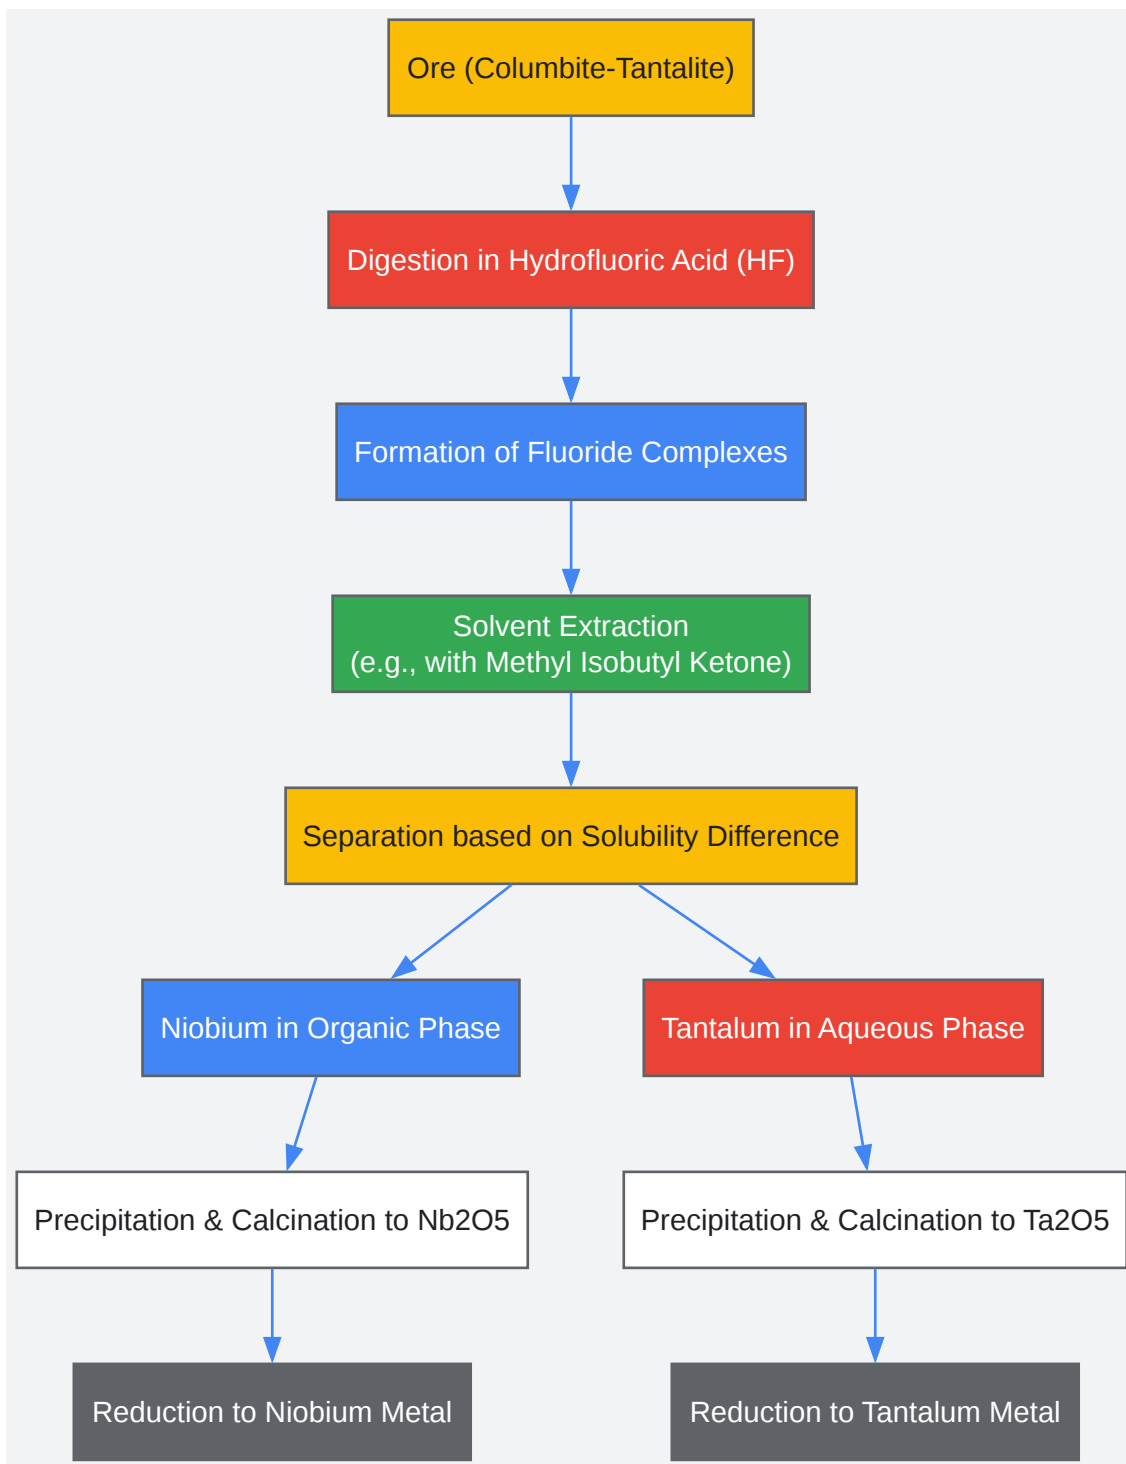 Ore (Columbite-Tantalite)
Digestion in Hydrofluoric Acid (HF)
Formation of Fluoride Complexes
Solvent Extraction
(e.g., with Methyl Isobutyl Ketone)
Separation based on Solubility Difference
Niobium in Organic Phase
Tantalum in Aqueous Phase
Precipitation & Calcination to Nb2O5
Precipitation & Calcination to Ta2O5
Reduction to Niobium Metal
Reduction to Tantalum Metal